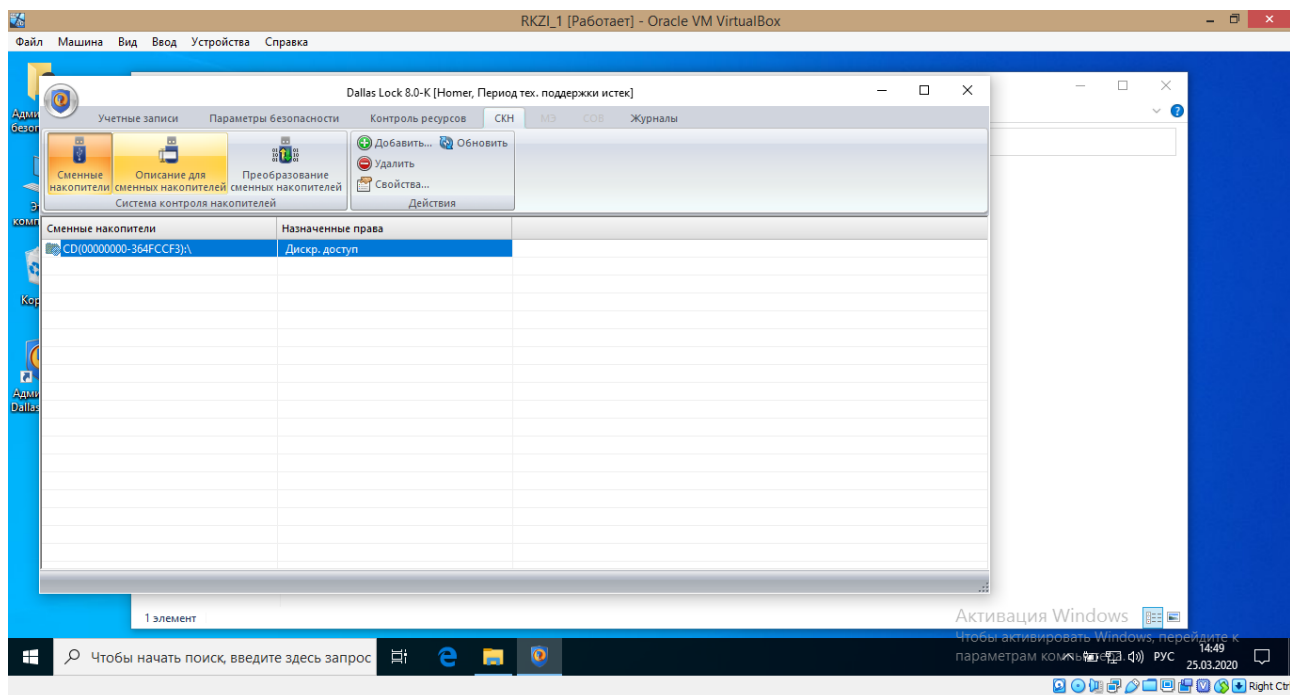 RKZI_1 [Работает] - Oracle VM VirtualBox
Файл Машина Вид Ввод Устройства Справка
Dallas Lock 8.0-K [Homer, Период тех. поддержки истек]
Учетные записи Параметры безопасности Контроль ресурсов СКН МЭ СОВ Журналы
Сменные накопители
Описание для сменных накопителей
Преобразование сменных накопителей
Система контроля накопителей
Добавить... Обновить
Удалить
Свойства...
Действия
Сменные накопители Назначенные права
CD(00000000-364FCCF3):\ Дискр. доступ
Dallas
1 элемент
Активация Windows
Чтобы активировать Windows, перейдите к
параметрам
Чтобы начать поиск, введите здесь запрос
РУС
14:49
25.03.2020
Right Ctr